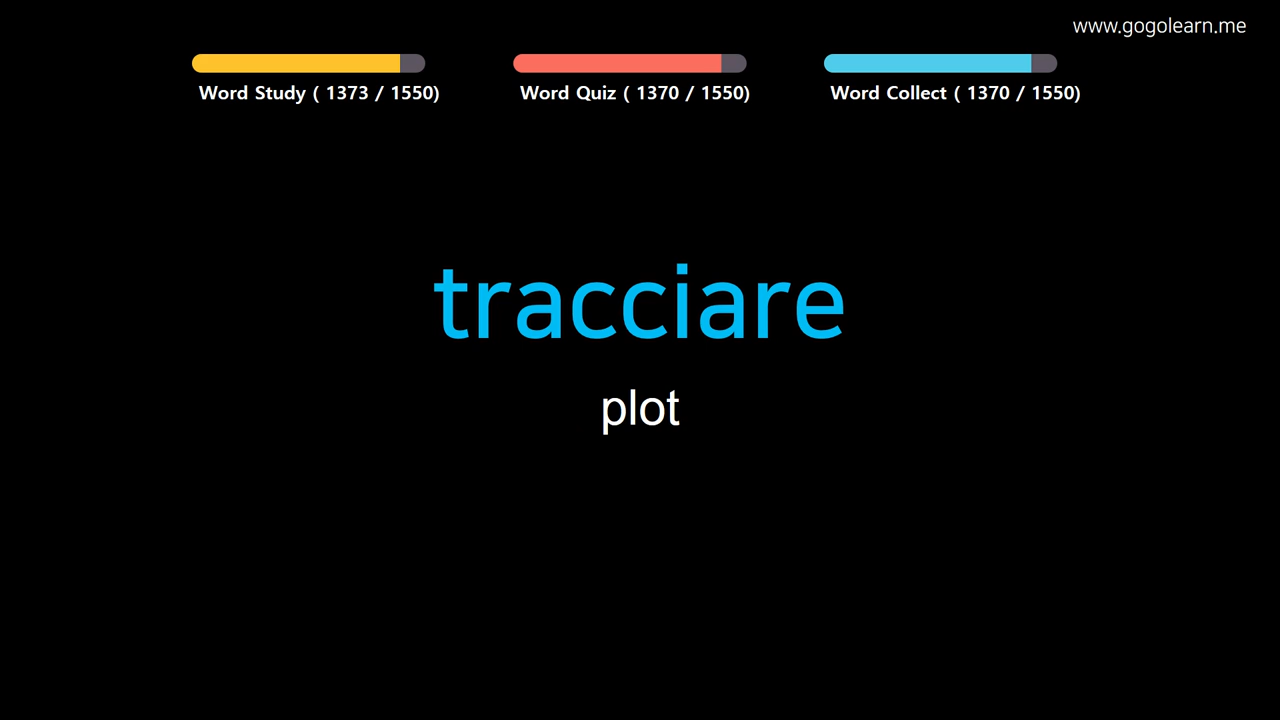 www.gogolearn.me
Word Study ( 1373 / 1550)
Word Quiz ( 1370 / 1550)
Word Collect ( 1370 / 1550)
tracciare
plot